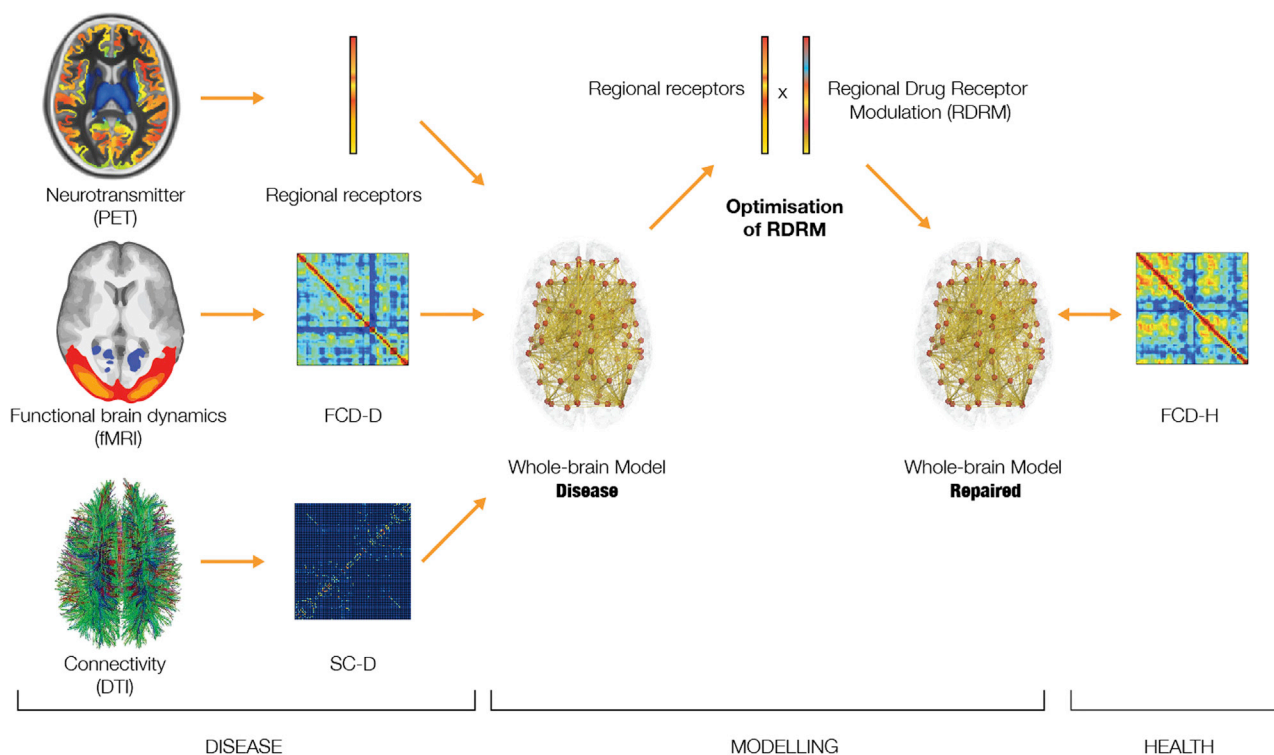 Neurotransmitter
(PET)
Regional receptors
Regional receptors
x
Regional Drug Receptor
Modulation (RDRM)
Optimisation
of RDRM
Functional brain dynamics
(fMRI)
FCD-D
Whole-brain Model
Disease
Whole-brain Model
Repaired
FCD-H
Connectivity
(DTI)
SC-D
DISEASE
MODELLING
HEALTH